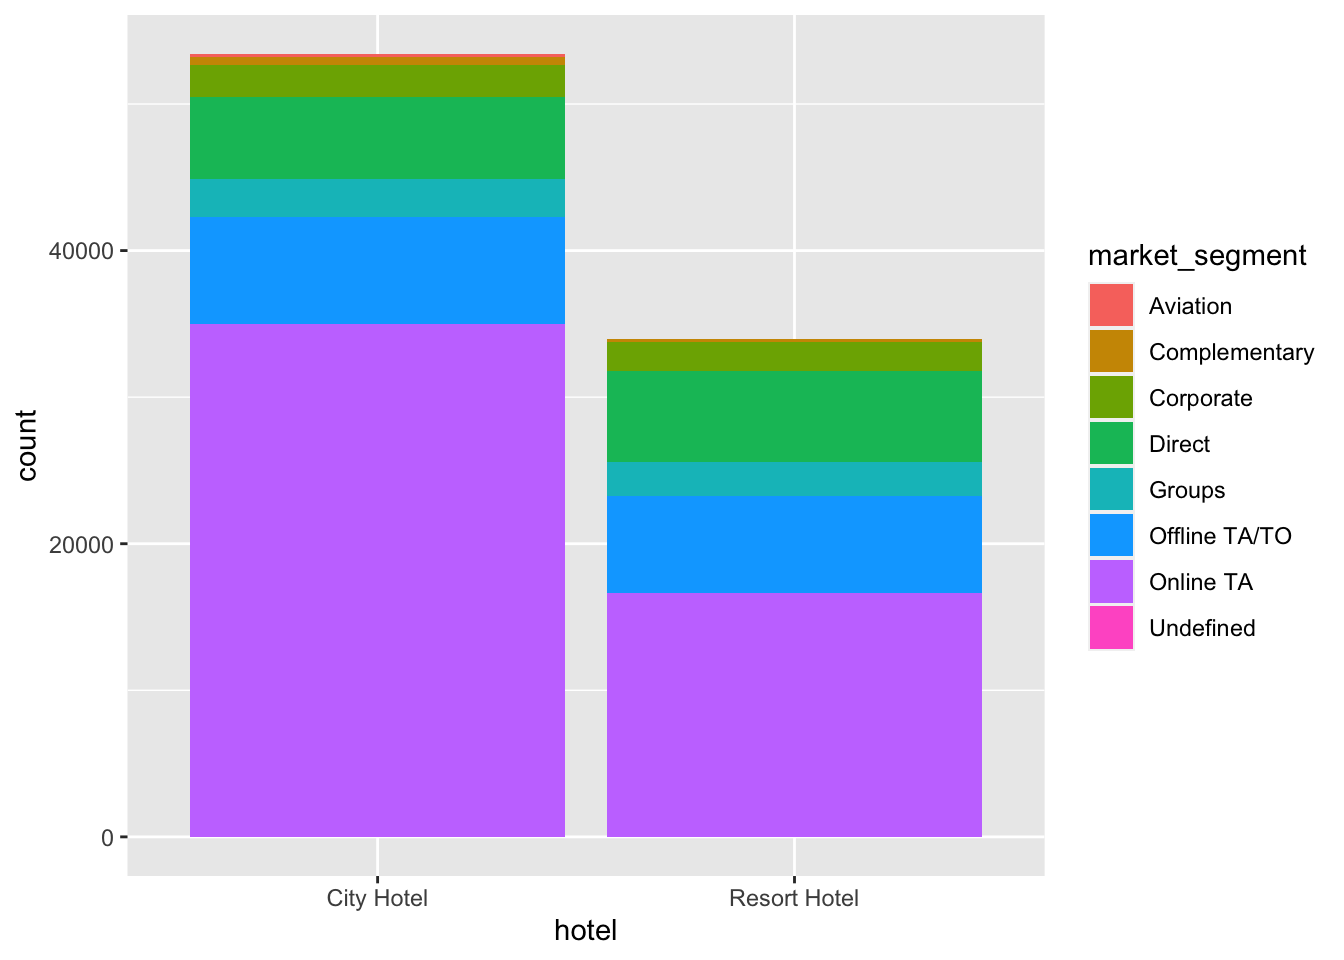 count
40000
20000
0
City Hotel
Resort Hotel
hotel
market_segment
Aviation
Complementary
Corporate
Direct
Groups
Offline TA/TO
Online TA
Undefined